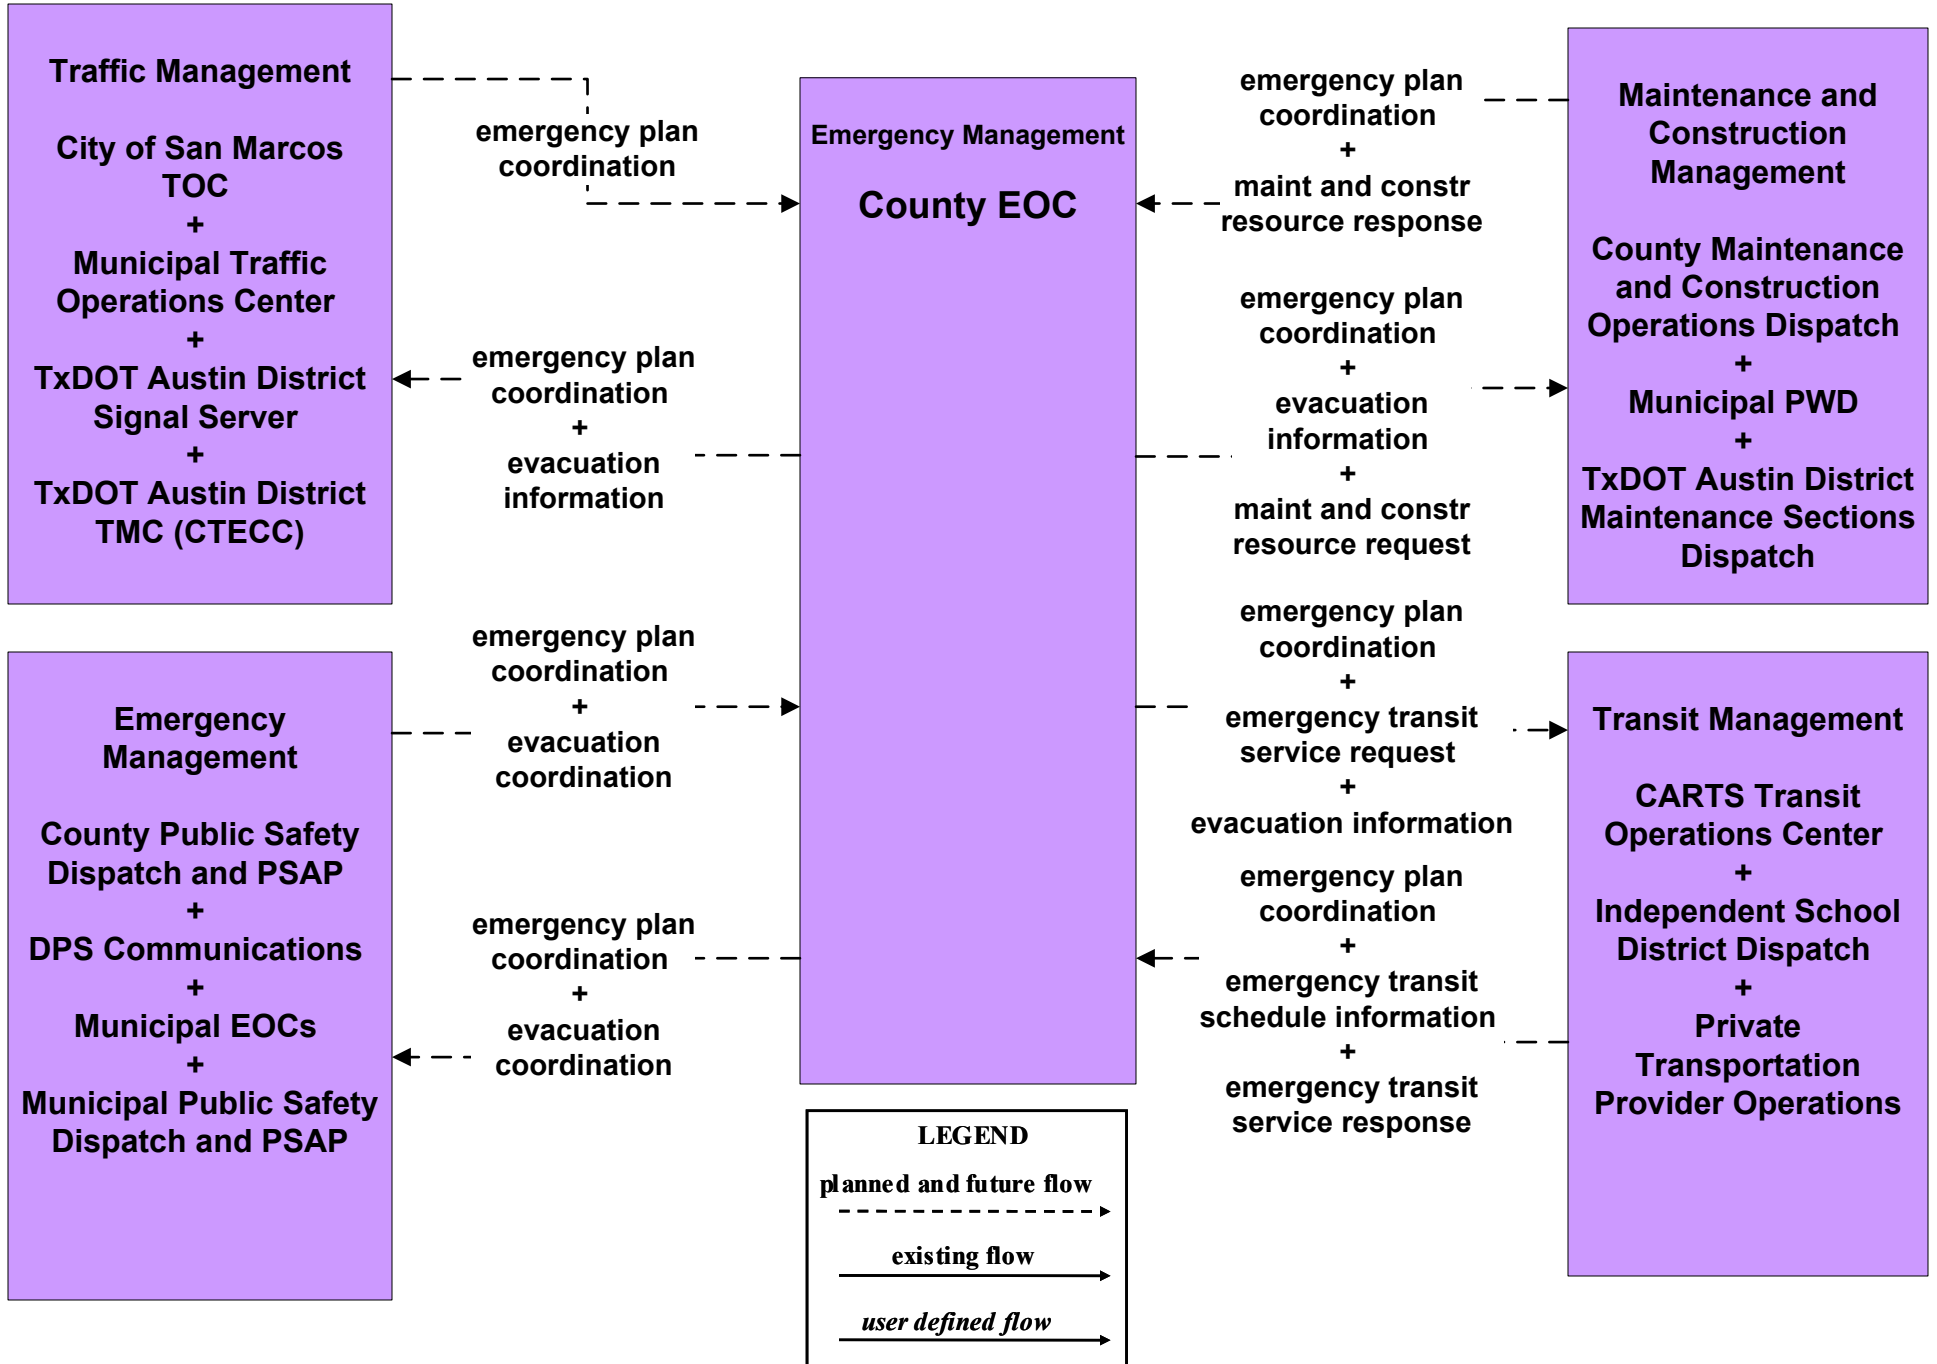 Traffic Management
City of San Marcos
TOC
+
Municipal Traffic
Operations Center
+
TxDOT Austin District
Signal Server
+
TxDOT Austin District
TMC (CTECC)
emergency plan
coordination
emergency plan
coordination
+
evacuation
information
Emergency
Management
County Public Safety
Dispatch and PSAP
+
DPS Communications
+
Municipal EOCs
+
Municipal Public Safety
Dispatch and PSAP
emergency plan
coordination
+
evacuation
coordination
emergency plan
coordination
+
evacuation
coordination
Emergency Management
County EOC
emergency plan
coordination
+
maint and constr
resource response
emergency plan
coordination
+
evacuation
information
+
maint and constr
resource request
Maintenance and
Construction
Management
County Maintenance
and Construction
Operations Dispatch
+
Municipal PWD
+
TxDOT Austin District
Maintenance Sections
Dispatch
emergency plan
coordination
+
emergency transit
service request
+
evacuation information
emergency plan
coordination
+
emergency transit
schedule information
+
emergency transit
service response
Transit Management
CARTS Transit
Operations Center
+
Independent School
District Dispatch
+
Private
Transportation
Provider Operations
LEGEND
planned and future flow
existing flow
user defined flow